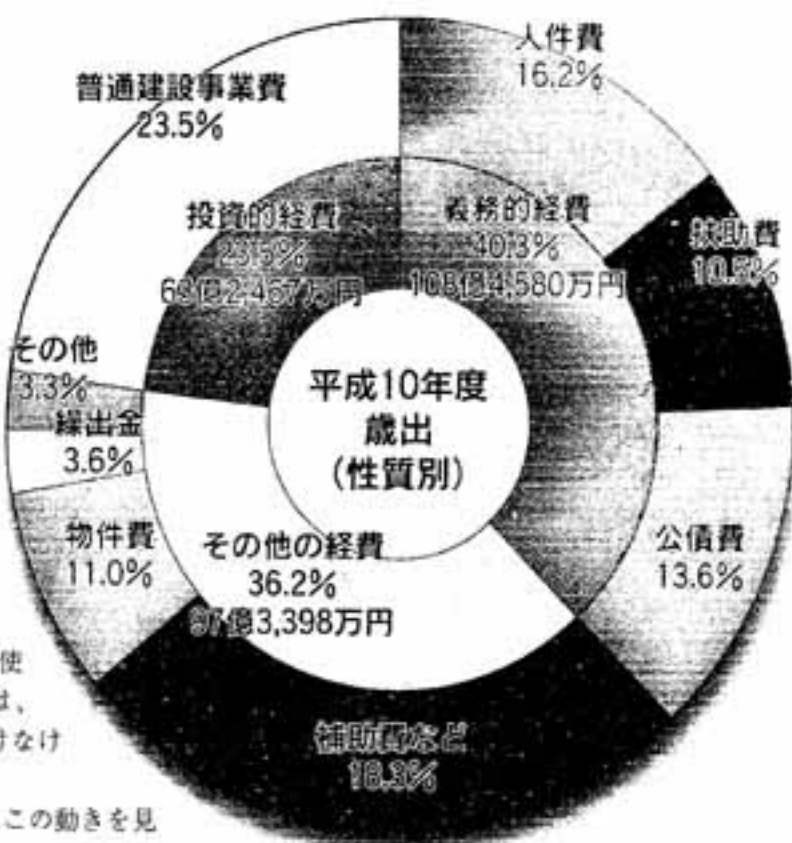 人件費
16.2%
普通建設事業費
23.5%
投資的経費
23.5%
義務的経費
40.3%
108億4,580万円
扶助費
10.5%
その他
3.3%
繰出金
3.6%
平成10年度
歳出
(性質別)
物件費
11.0%
その他の経費
36.2%
97億3,398万円
公債費
13.6%
補助費など
18.3%
使
は、
けなけ
この動きを見